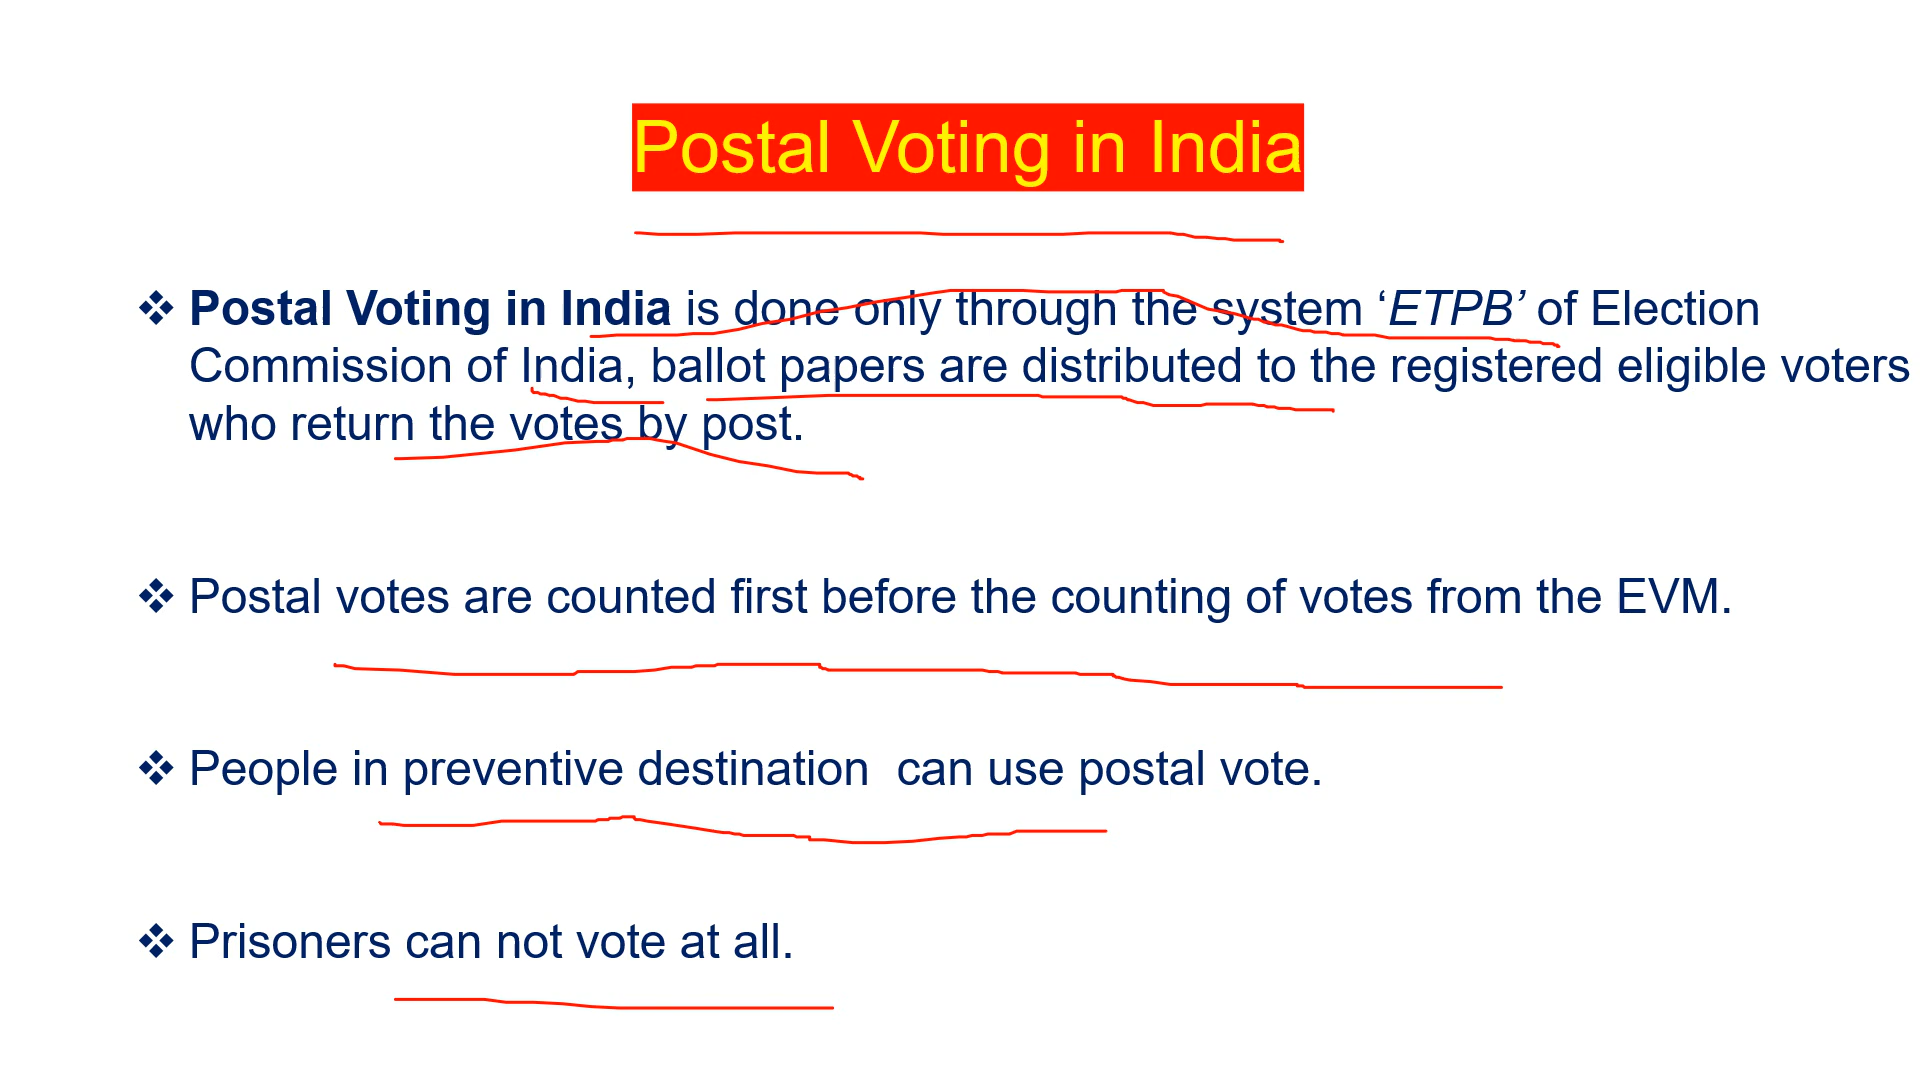 Postal Voting in India
❖ Postal Voting in India is done only through the system ‘ETPB’ of Election
Commission of India, ballot papers are distributed to the registered eligible voters
who return the votes by post.
❖ Postal votes are counted first before the counting of votes from the EVM.
❖ People in preventive destination  can use postal vote.
❖ Prisoners can not vote at all.